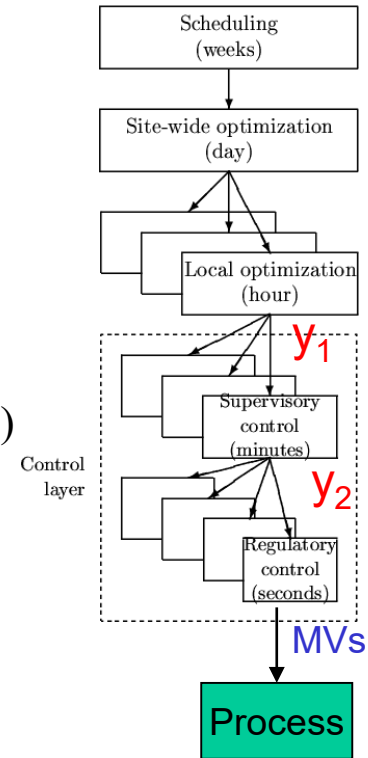 Scheduling
(weeks)
Site-wide optimization
(day)
Local optimization
(hour)
y₁
)
Supervisory
control
(minutes)
Control
layer
y₂
Regulatory
control
(seconds)
MVs
Process